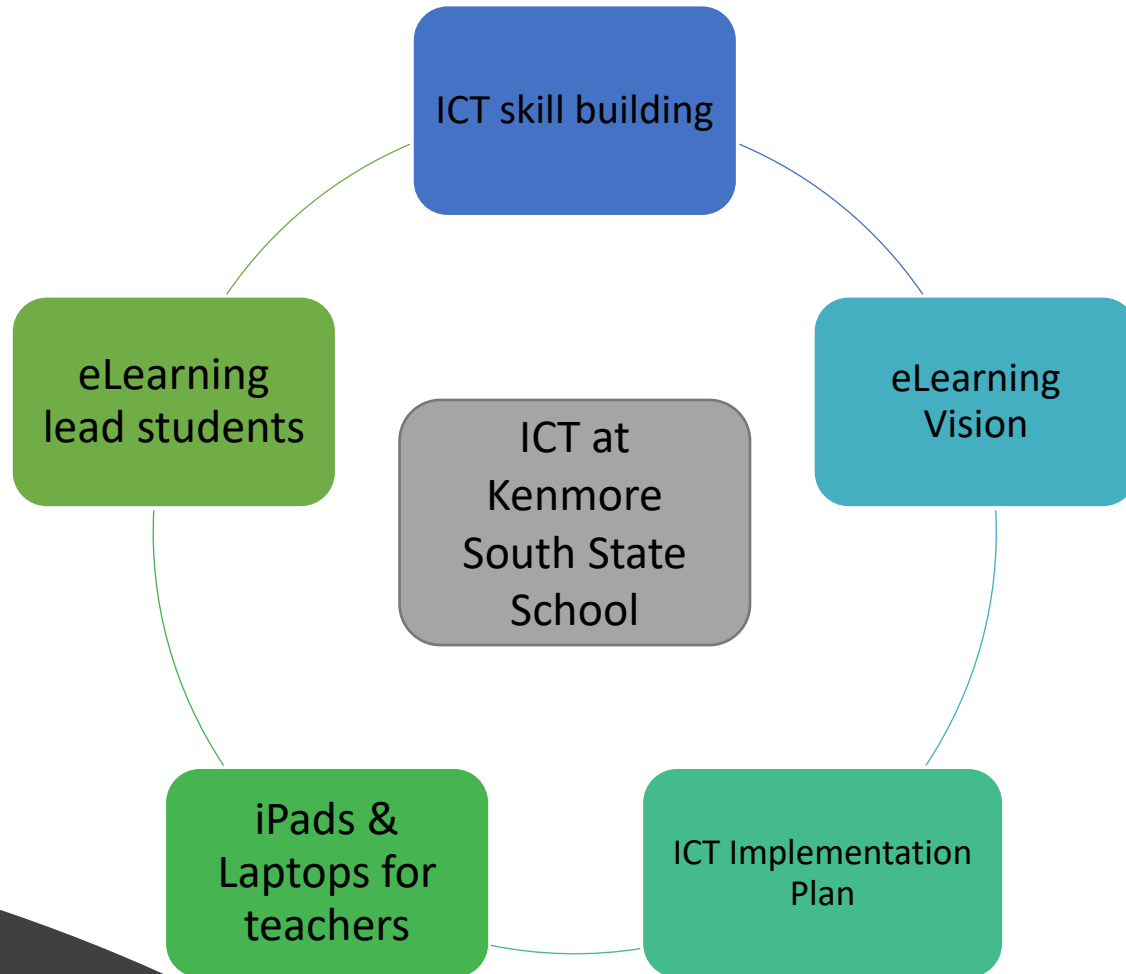 ICT skill building
eLearning
Vision
ICT Implementation
Plan
iPads &
Laptops for
teachers
eLearning
lead students
ICT at
Kenmore
South State
School